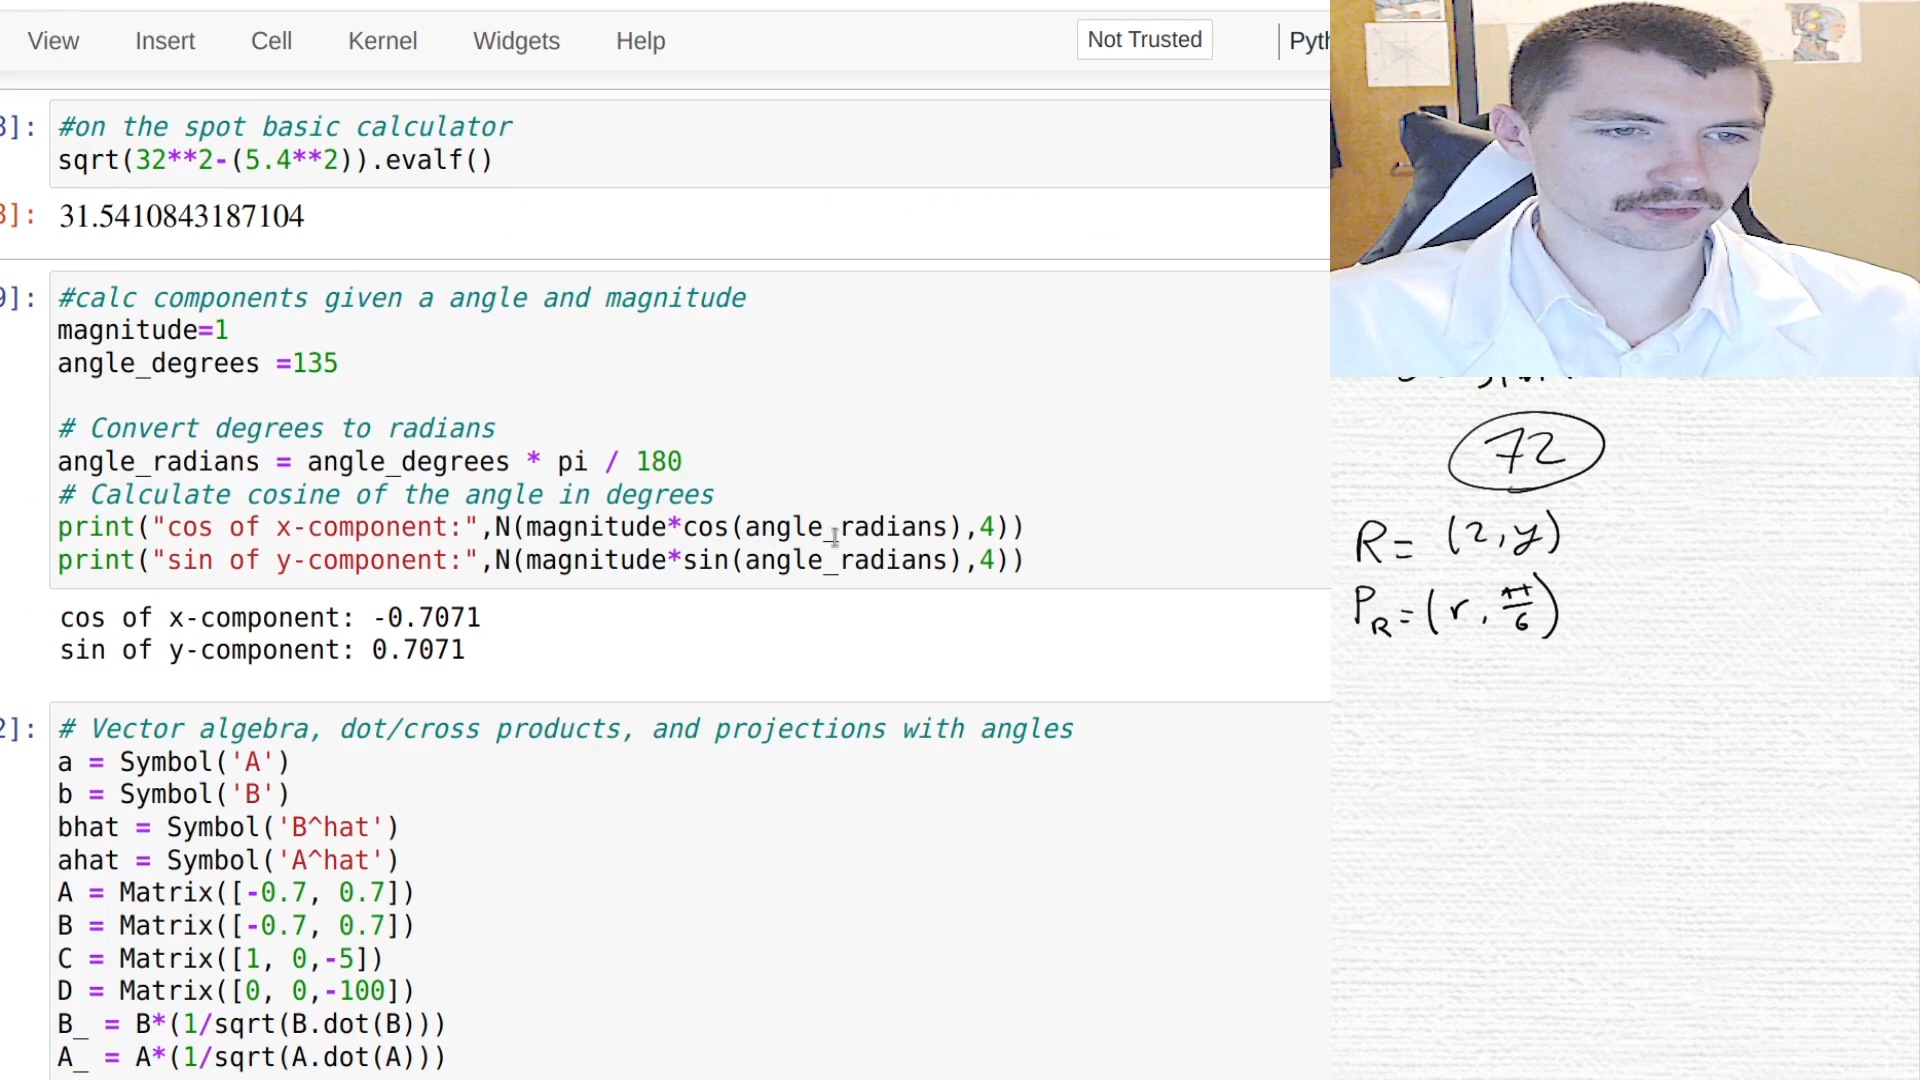 View Insert Cell Kernel Widgets Help Not Trusted Pyth
3]: #on the spot basic calculator
sqrt(32**2-(5.4**2)).evalf()
3]: 31.5410843187104
9]: #calc components given a angle and magnitude
magnitude=1
angle_degrees =135
# Convert degrees to radians
angle_radians = angle_degrees * pi / 180
# Calculate cosine of the angle in degrees
print("cos of x-component:",N(magnitude*cos(angle_radians),4))
print("sin of y-component:",N(magnitude*sin(angle_radians),4))
cos of x-component: -0.7071
sin of y-component: 0.7071
2]: # Vector algebra, dot/cross products, and projections with angles
a = Symbol('A')
b = Symbol('B')
bhat = Symbol('B^hat')
ahat = Symbol('A^hat')
A = Matrix([-0.7, 0.7])
B = Matrix([-0.7, 0.7])
C = Matrix([1, 0,-5])
D = Matrix([0, 0,-100])
B_ = B*(1/sqrt(B.dot(B)))
A_ = A*(1/sqrt(A.dot(A)))
72
R = (2, y)
P_R = (r, π/6)